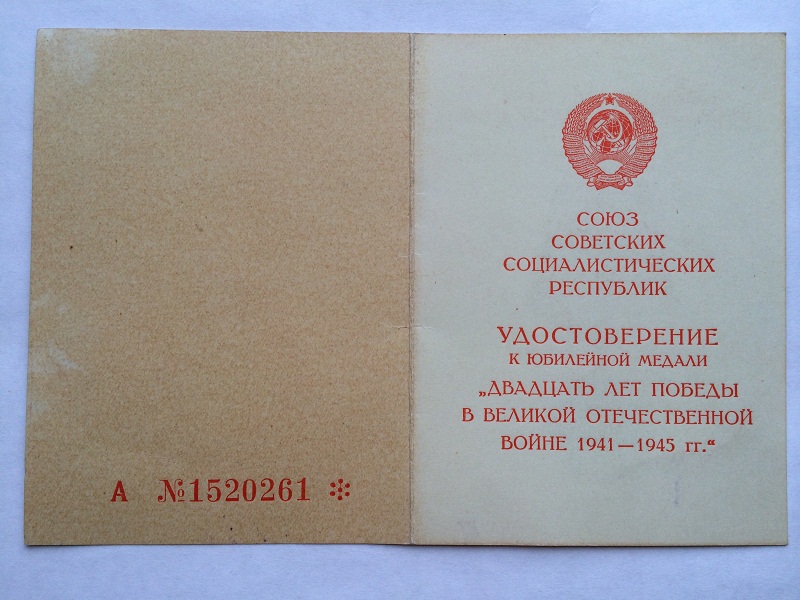 А №1520261
СОЮЗ
СОВЕТСКИХ
СОЦИАЛИСТИЧЕСКИХ
РЕСПУБЛИК
УДОСТОВЕРЕНИЕ
К ЮБИЛЕЙНОЙ МЕДАЛИ
„ДВАДЦАТЬ ЛЕТ ПОБЕДЫ
В ВЕЛИКОЙ ОТЕЧЕСТВЕННОЙ
ВОЙНЕ 1941—1945 гг.“